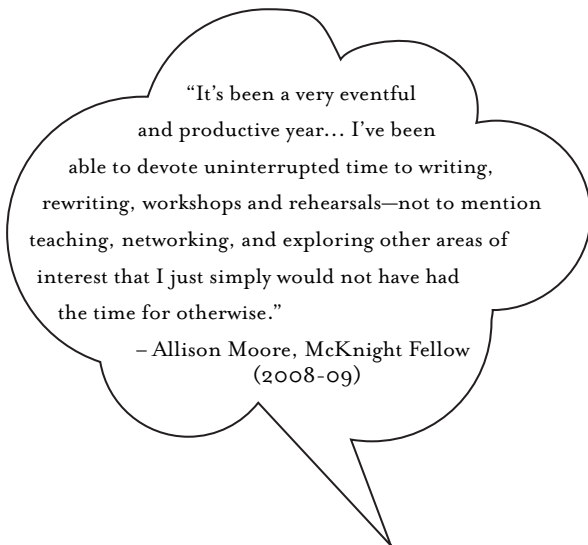 “It’s been a very eventful
and productive year... I’ve been
able to devote uninterrupted time to writing,
rewriting, workshops and rehearsals—not to mention
teaching, networking, and exploring other areas of
interest that I just simply would not have had
the time for otherwise.”
– Allison Moore, McKnight Fellow
(2008-09)